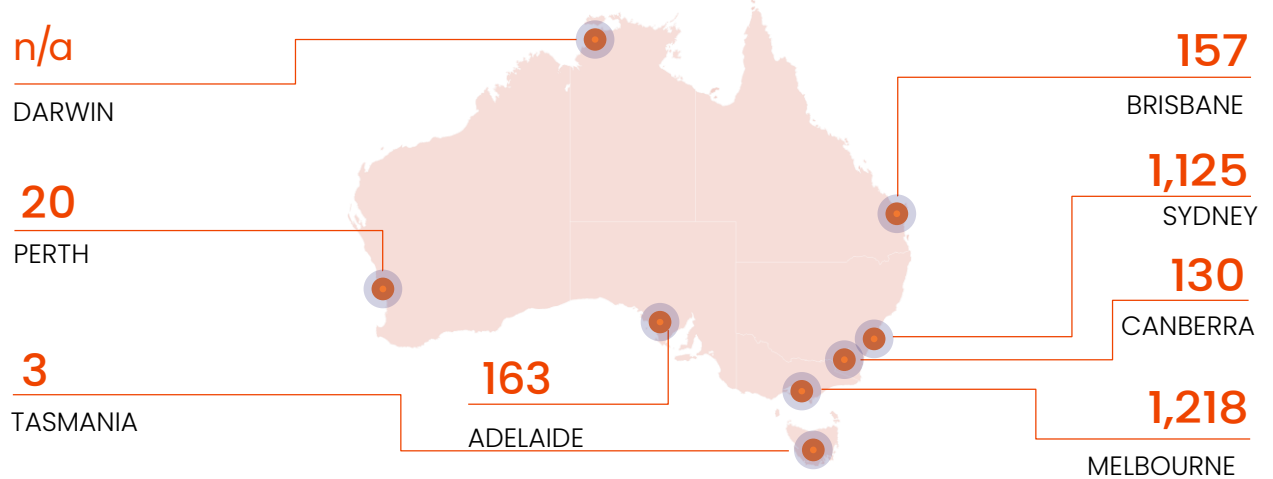 n/a
DARWIN
20
PERTH
3
TASMANIA
163
ADELAIDE
157
BRISBANE
1,125
SYDNEY
130
CANBERRA
1,218
MELBOURNE